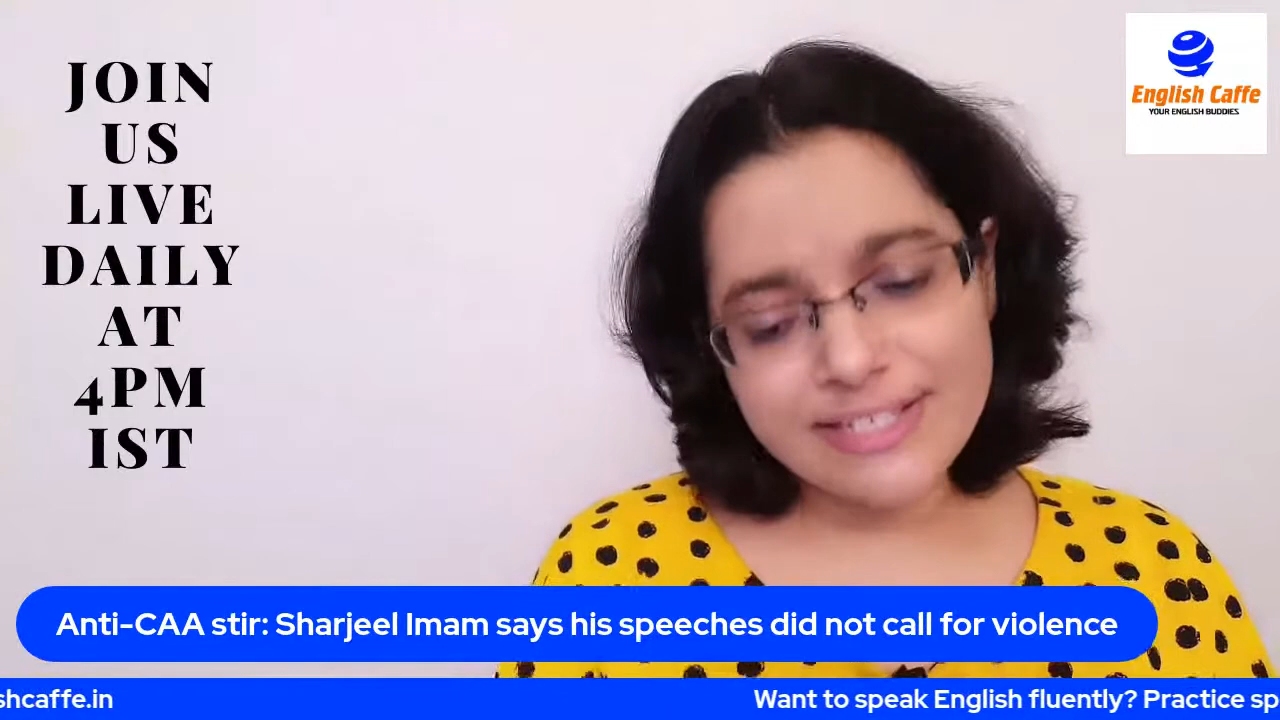 JOIN
US
LIVE
DAILY
AT
4PM
IST
English Caffe
YOUR ENGLISH BUDDIES
Anti-CAA stir: Sharjeel Imam says his speeches did not call for violence
shcaffe.in
Want to speak English fluently? Practice sp